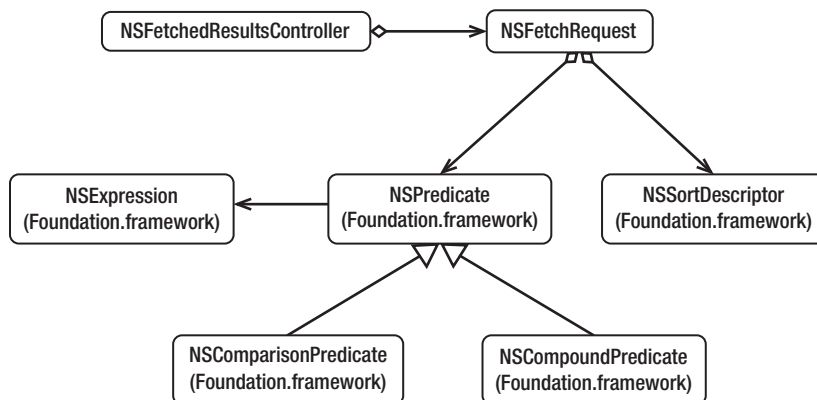 NSFetchedResultsController
NSFetchRequest
NSExpression
(Foundation.framework)
NSPredicate
(Foundation.framework)
NSSortDescriptor
(Foundation.framework)
NSComparisonPredicate
(Foundation.framework)
NSCompoundPredicate
(Foundation.framework)